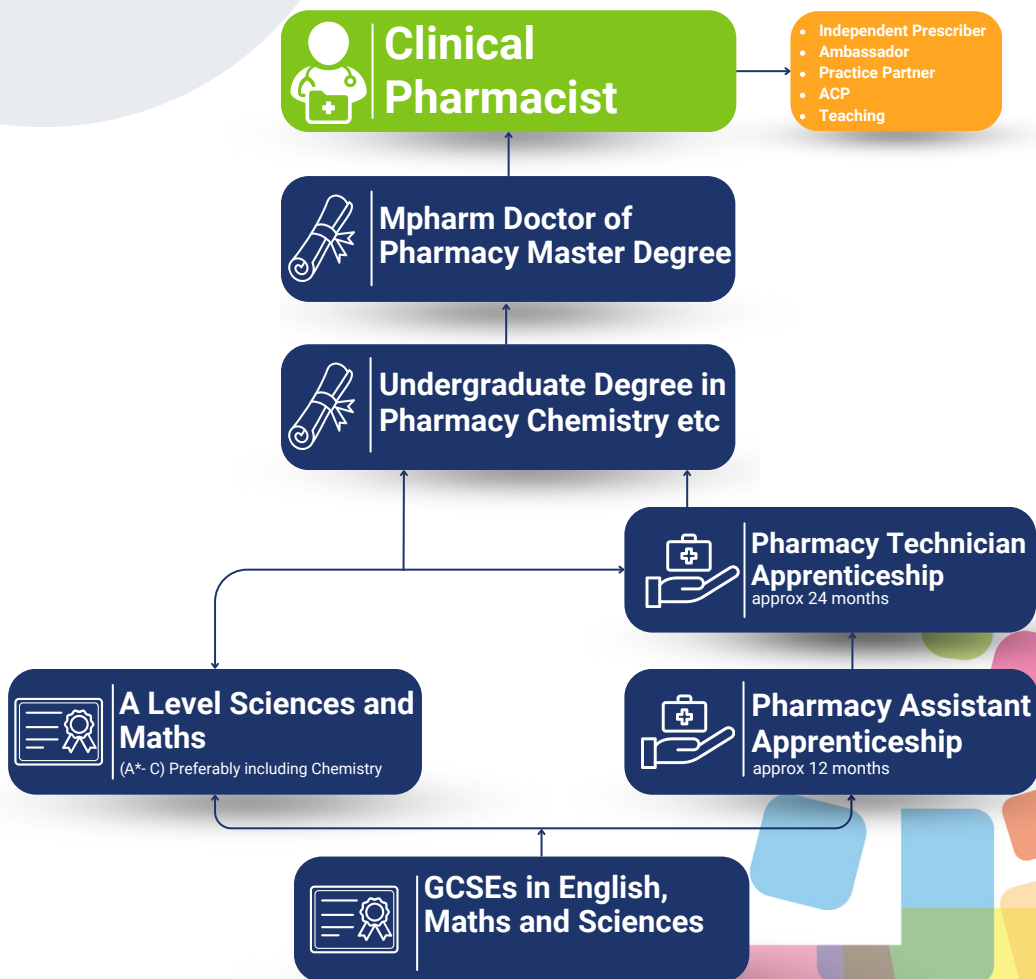 Clinical
Pharmacist
• Independent Prescriber
• Ambassador
• Practice Partner
• ACP
• Teaching
Mpharm Doctor of
Pharmacy Master Degree
Undergraduate Degree in
Pharmacy Chemistry etc
Pharmacy Technician
Apprenticeship
approx 24 months
A Level Sciences and
Maths
(A*- C) Preferably including Chemistry
Pharmacy Assistant
Apprenticeship
approx 12 months
GCSEs in English,
Maths and Sciences